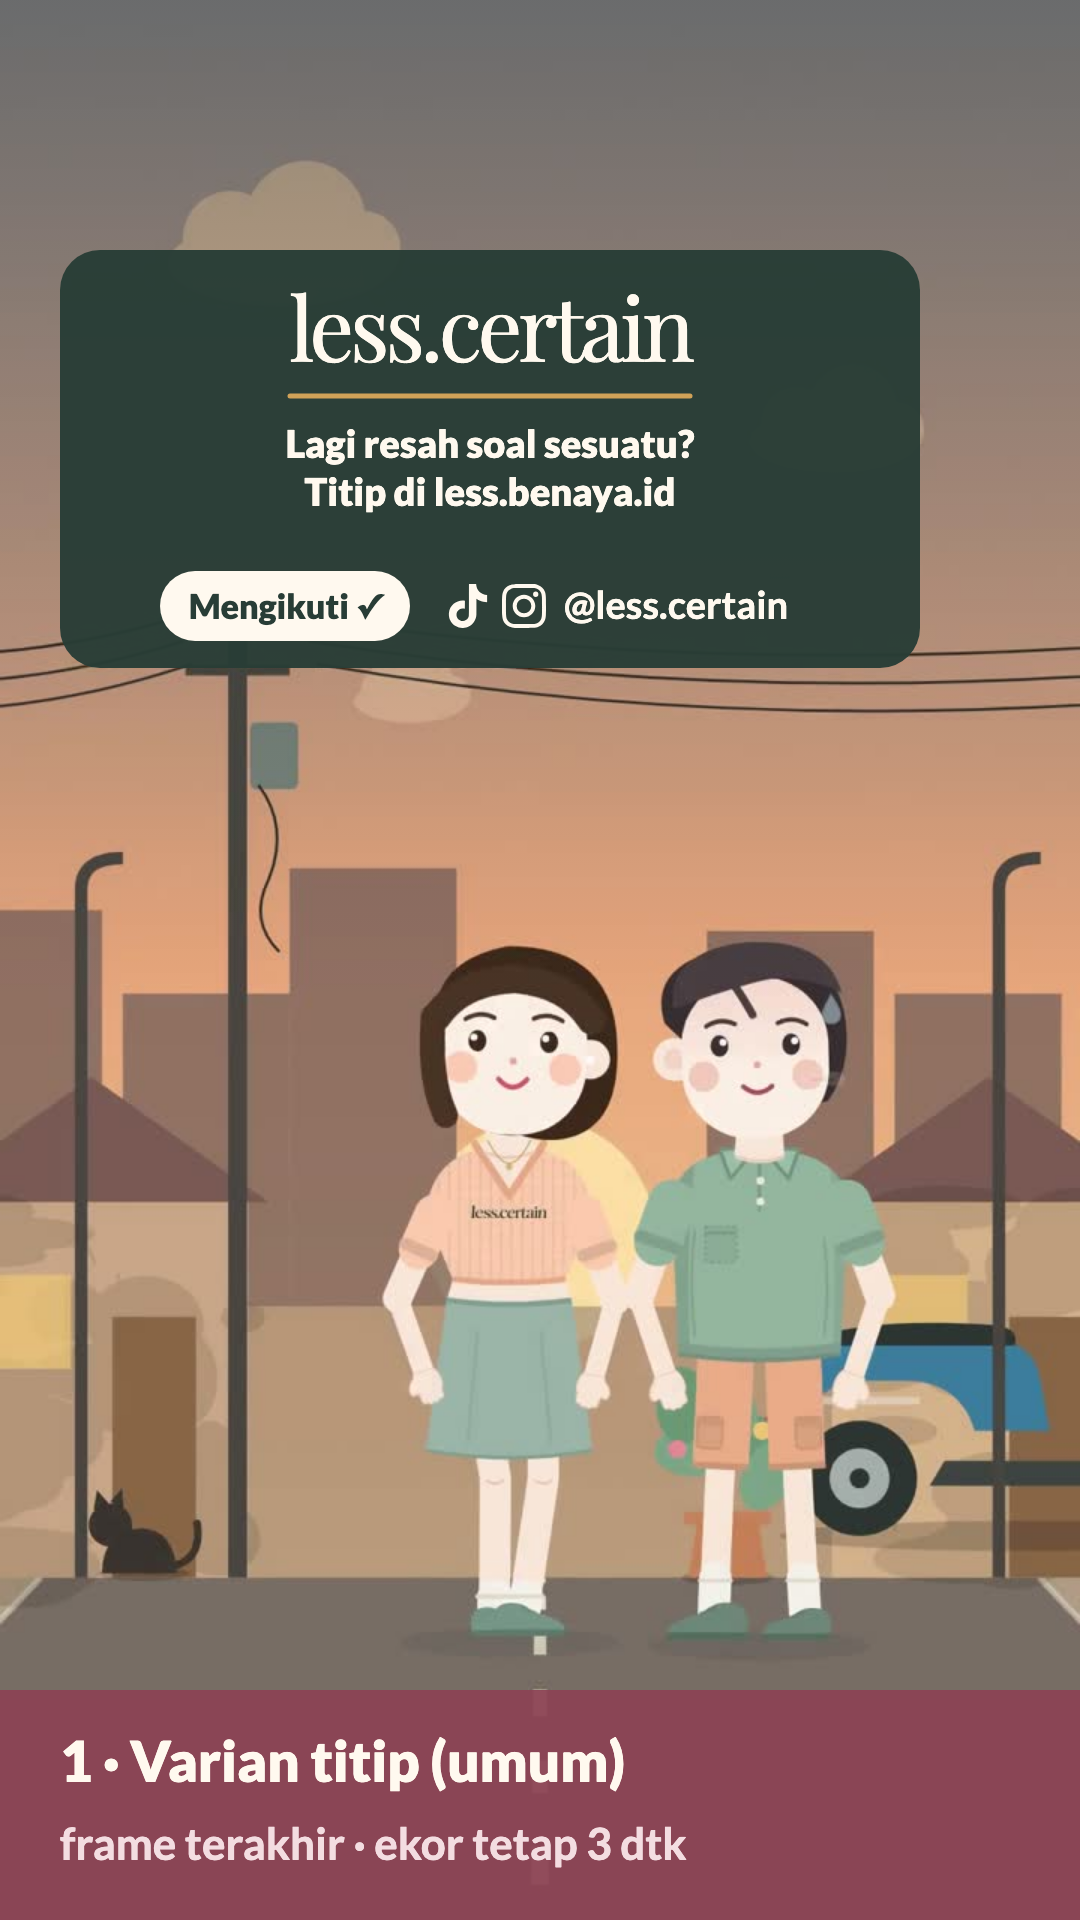 less.certain
Lagi resah soal sesuatu?
Titip di less.benaya.id
Mengikuti ✓ @less.certain
less.certain
1 · Varian titip (umum)
frame terakhir · ekor tetap 3 dtk